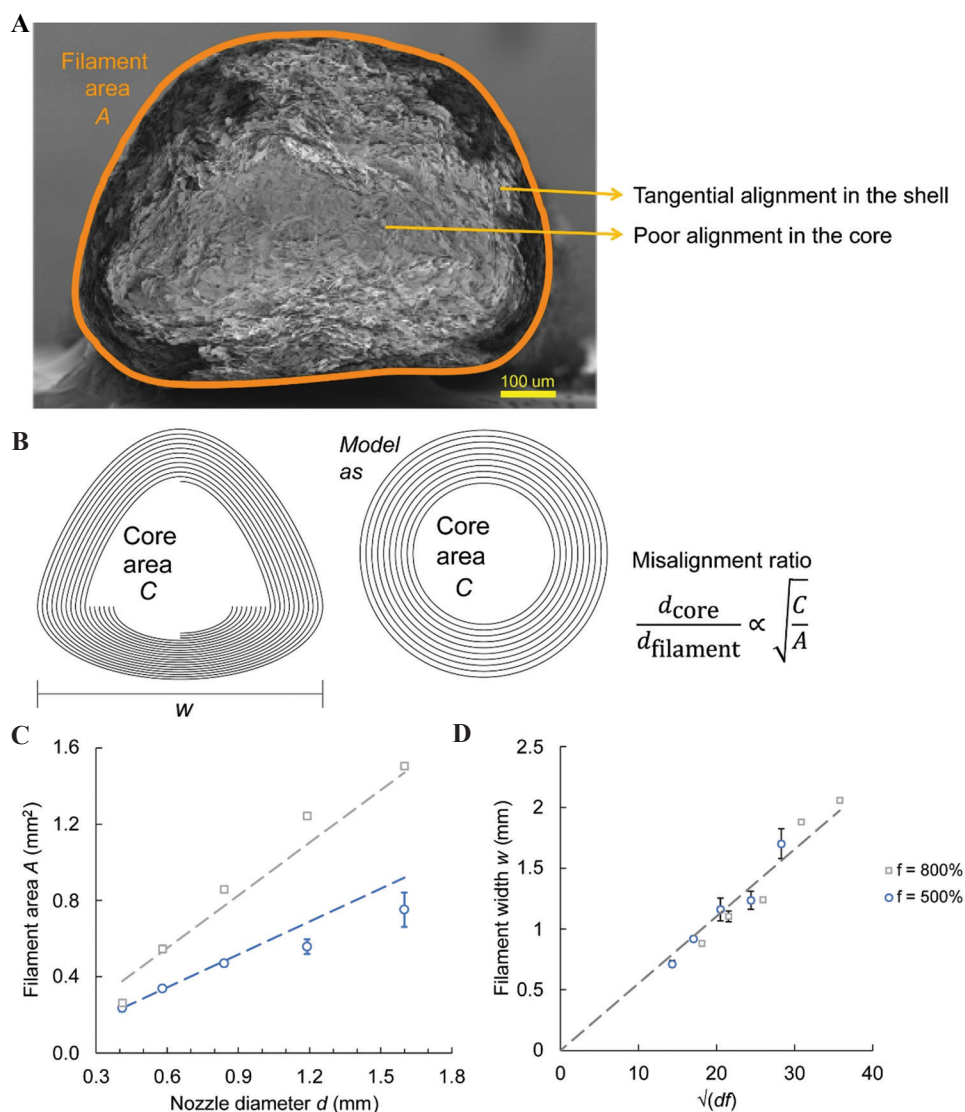 A
Filament
area
A
Tangential alignment in the shell
Poor alignment in the core
100 um
B
Core
area
C
w
Model
as
Core
area
C
Misalignment ratio
d_core / d_filament ∝ √(C/A)
C
Filament area A (mm²)
1.6
1.2
0.8
0.4
0.0
0.3 0.6 0.9 1.2 1.5 1.8
Nozzle diameter d (mm)
D
Filament width w (mm)
2.5
2
1.5
1
0.5
0
0 10 20 30 40
√(df)
f = 800%
f = 500%